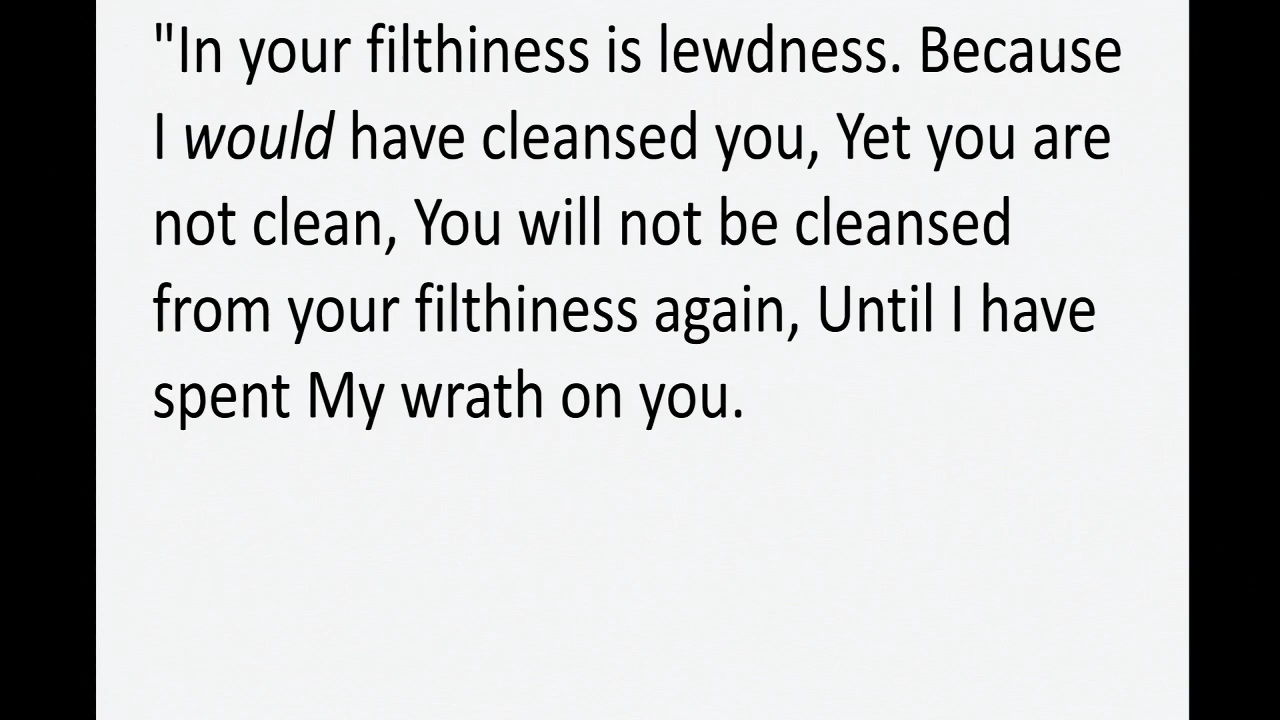 "In your filthiness is lewdness. Because
I would have cleansed you, Yet you are
not clean, You will not be cleansed
from your filthiness again, Until I have
spent My wrath on you.